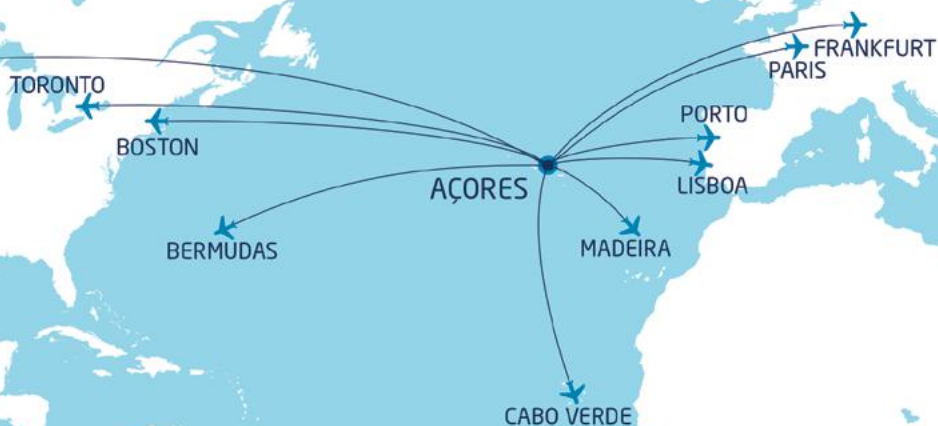 FRANKFURT
PARIS
TORONTO
PORTO
BOSTON
AÇORES
LISBOA
BERMUDAS
MADEIRA
CABO VERDE